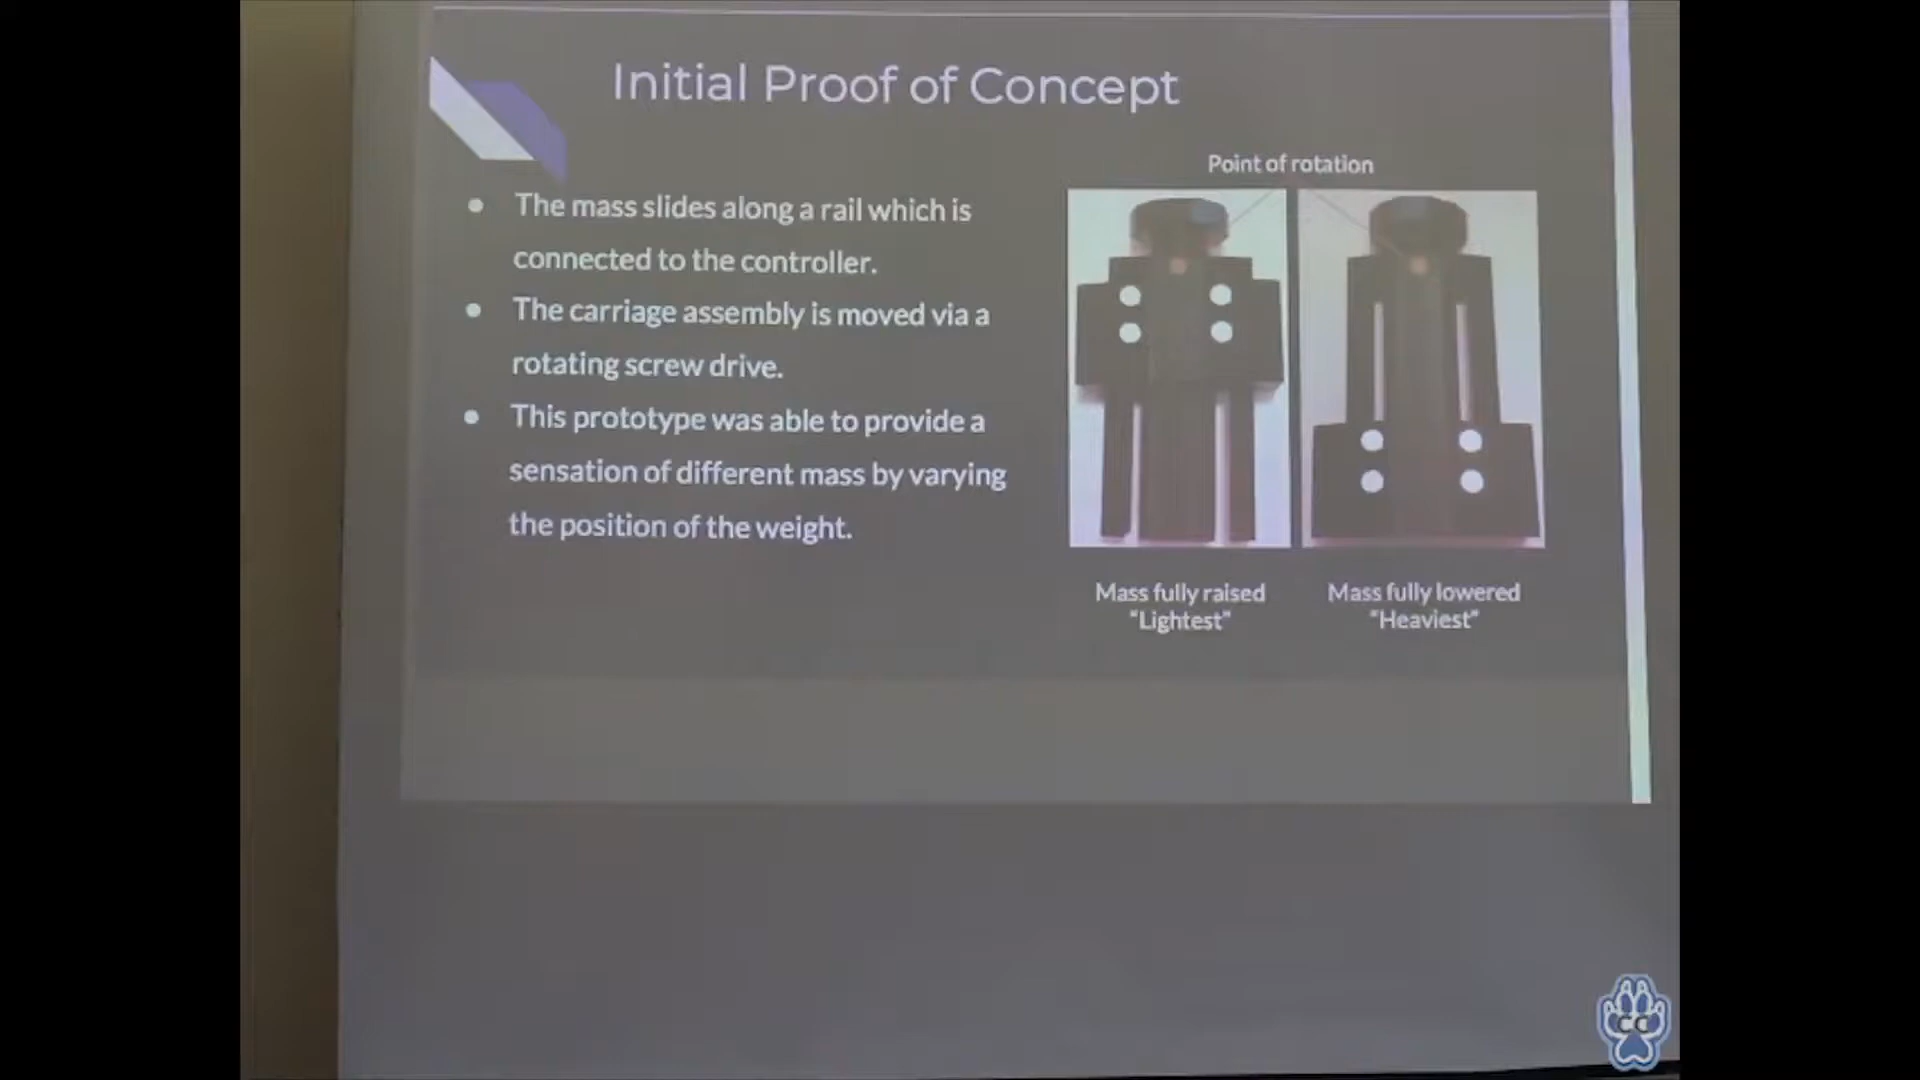 Initial Proof of Concept
Point of rotation
The mass slides along a rail which is
connected to the controller.
The carriage assembly is moved via a
rotating screw drive.
This prototype was able to provide a
sensation of different mass by varying
the position of the weight.
Mass fully raised
"Lightest"
Mass fully lowered
"Heaviest"
CC